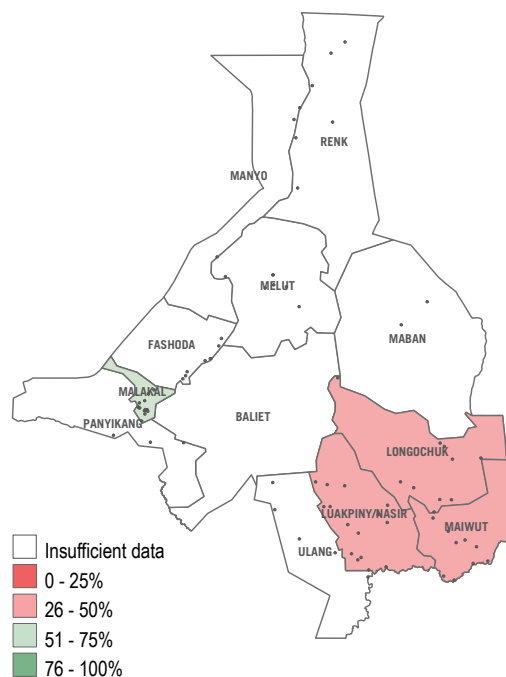 RENK
MANYO
MELUT
MABAN
FASHODA
MALAKAL
PANYIKANG
BALIET
LONGOCHUK
LUAKPINY/NASIR
MAIWUT
ULANG
Insufficient data
0 - 25%
26 - 50%
51 - 75%
76 - 100%